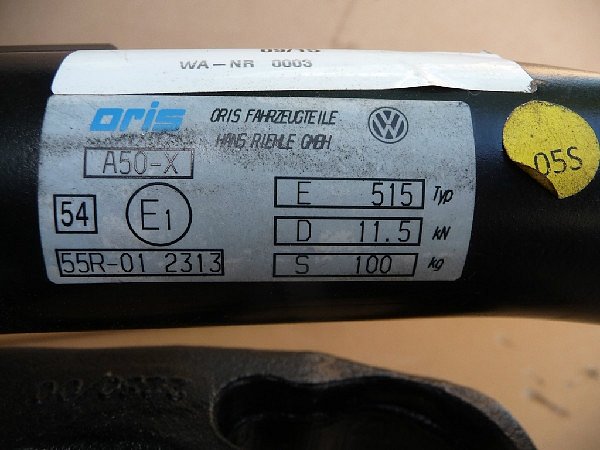 WA-NR 0003
oris ORIS FAHRZEUGTEILE
HANS RIEHLE GMBH
A50-X
54 E1
55R-01 2313
E 515 Typ
D 11.5 kN
S 100 kg
05S